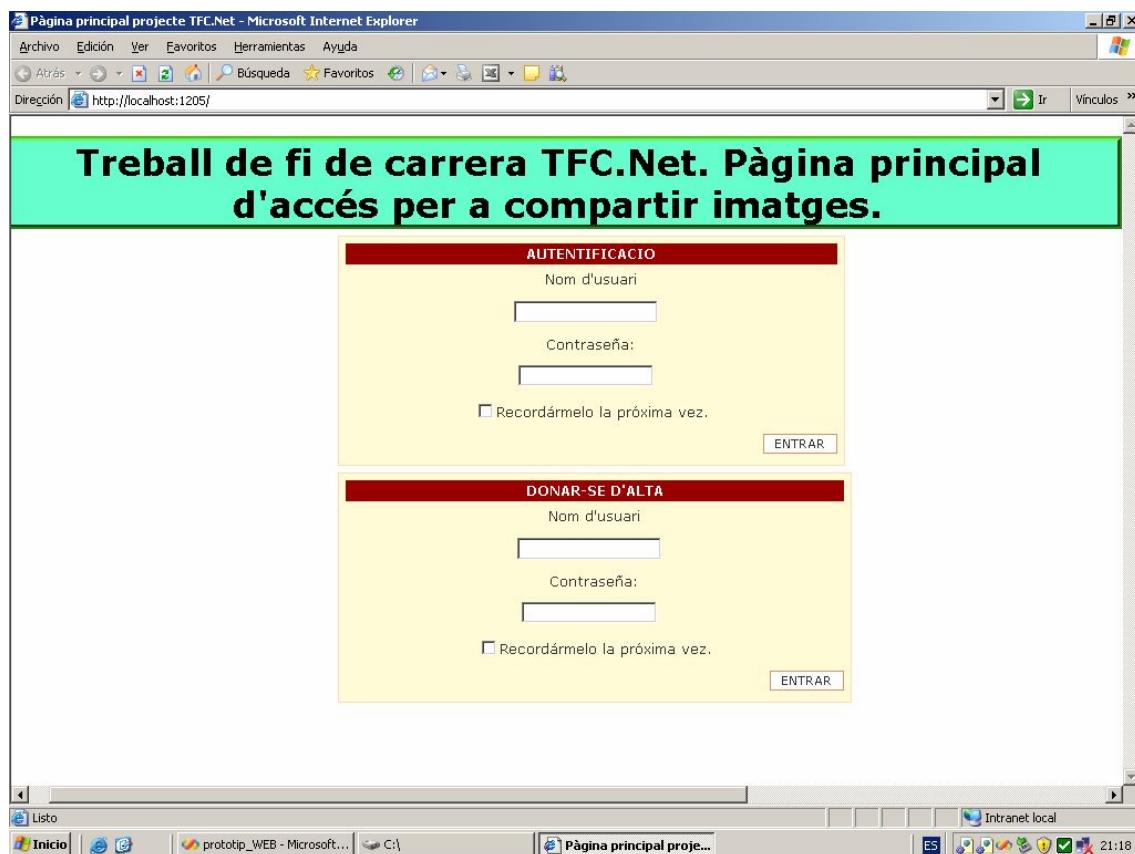 Pàgina principal projecte TFC.Net - Microsoft Internet Explorer
Archivo Edición Ver Favoritos Herramientas Ayuda
Atrás Búsqueda Favoritos
Dirección http://localhost:1205/ Ir Vínculos »
Treball de fi de carrera TFC.Net. Pàgina principal
d'accés per a compartir imatges.
AUTENTIFICACIO
Nom d'usuari
Contraseña:
Recordármelo la próxima vez.
ENTRAR
DONAR-SE D'ALTA
Nom d'usuari
Contraseña:
Recordármelo la próxima vez.
ENTRAR
Listo Intranet local
Inicio prototip_WEB - Microsoft... C:\ Pàgina principal proje... ES 21:18